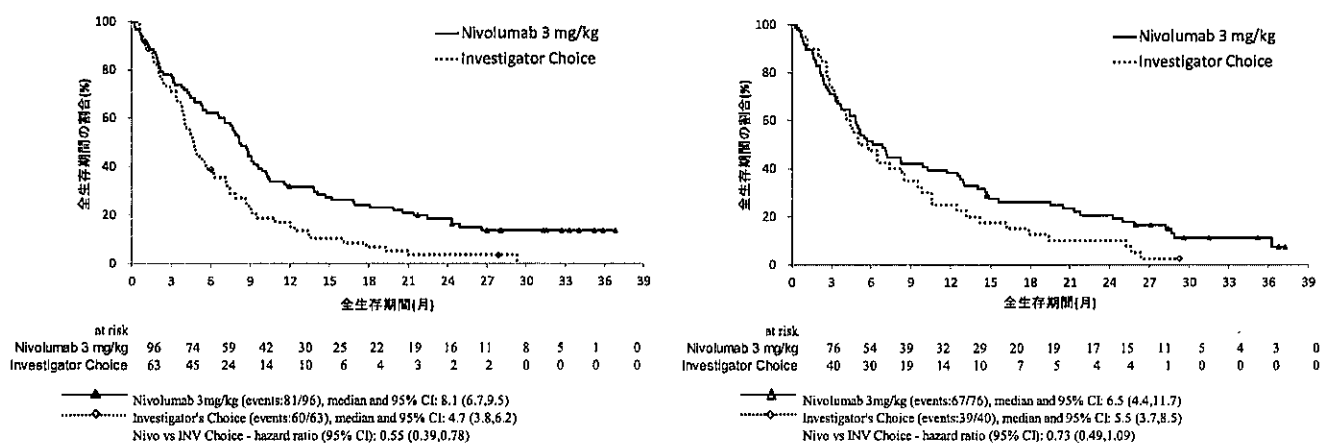 Nivolumab 3 mg/kg
Investigator Choice
全生存期間の割合(%)
100
80
60
40
20
0
0 3 6 9 12 15 18 21 24 27 30 33 36 39
全生存期間(月)
at risk
Nivolumab 3 mg/kg 96 74 59 42 30 25 22 19 16 11 8 5 1 0
Investigator Choice 63 45 24 14 10 6 4 3 2 2 0 0 0 0
Nivolumab 3mg/kg (events:81/96), median and 95% CI: 8.1 (6.7,9.5)
Investigator's Choice (events:60/63), median and 95% CI: 4.7 (3.8,6.2)
Nivo vs INV Choice - hazard ratio (95% CI): 0.55 (0.39,0.78)
Nivolumab 3 mg/kg
Investigator Choice
全生存期間の割合(%)
100
80
60
40
20
0
0 3 6 9 12 15 18 21 24 27 30 33 36 39
全生存期間(月)
at risk
Nivolumab 3 mg/kg 76 54 39 32 29 20 19 17 15 11 5 4 3 0
Investigator Choice 40 30 19 14 10 7 5 4 4 1 0 0 0 0
Nivolumab 3mg/kg (events:67/76), median and 95% CI: 6.5 (4.4,11.7)
Investigator's Choice (events:39/40), median and 95% CI: 5.5 (3.7,8.5)
Nivo vs INV Choice - hazard ratio (95% CI): 0.73 (0.49,1.09)